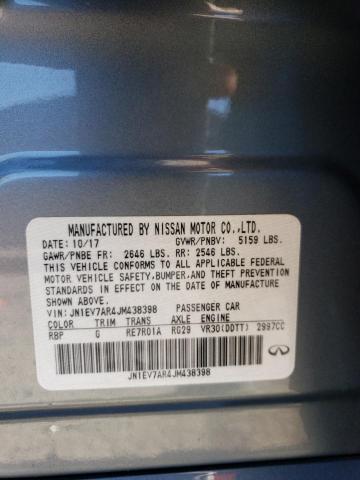 MANUFACTURED BY NISSAN MOTOR CO.,LTD.
DATE: 10/17 GVWR/PNBV: 5159 LBS.
GAWR/PNBE FR: 2646 LBS. RR: 2546 LBS.
THIS VEHICLE CONFORMS TO ALL APPLICABLE FEDERAL
MOTOR VEHICLE SAFETY,BUMPER,AND THEFT PREVENTION
STANDARDS IN EFFECT ON THE DATE OF MANUFACTURE
SHOWN ABOVE.
VIN: JN1EV7AR4JM438398 PASSENGER CAR
COLOR TRIM TRANS AXLE ENGINE
RBP G RE7R01A RG29 VR30(DDTT) 2997CC
JN1EV7AR4JM438398